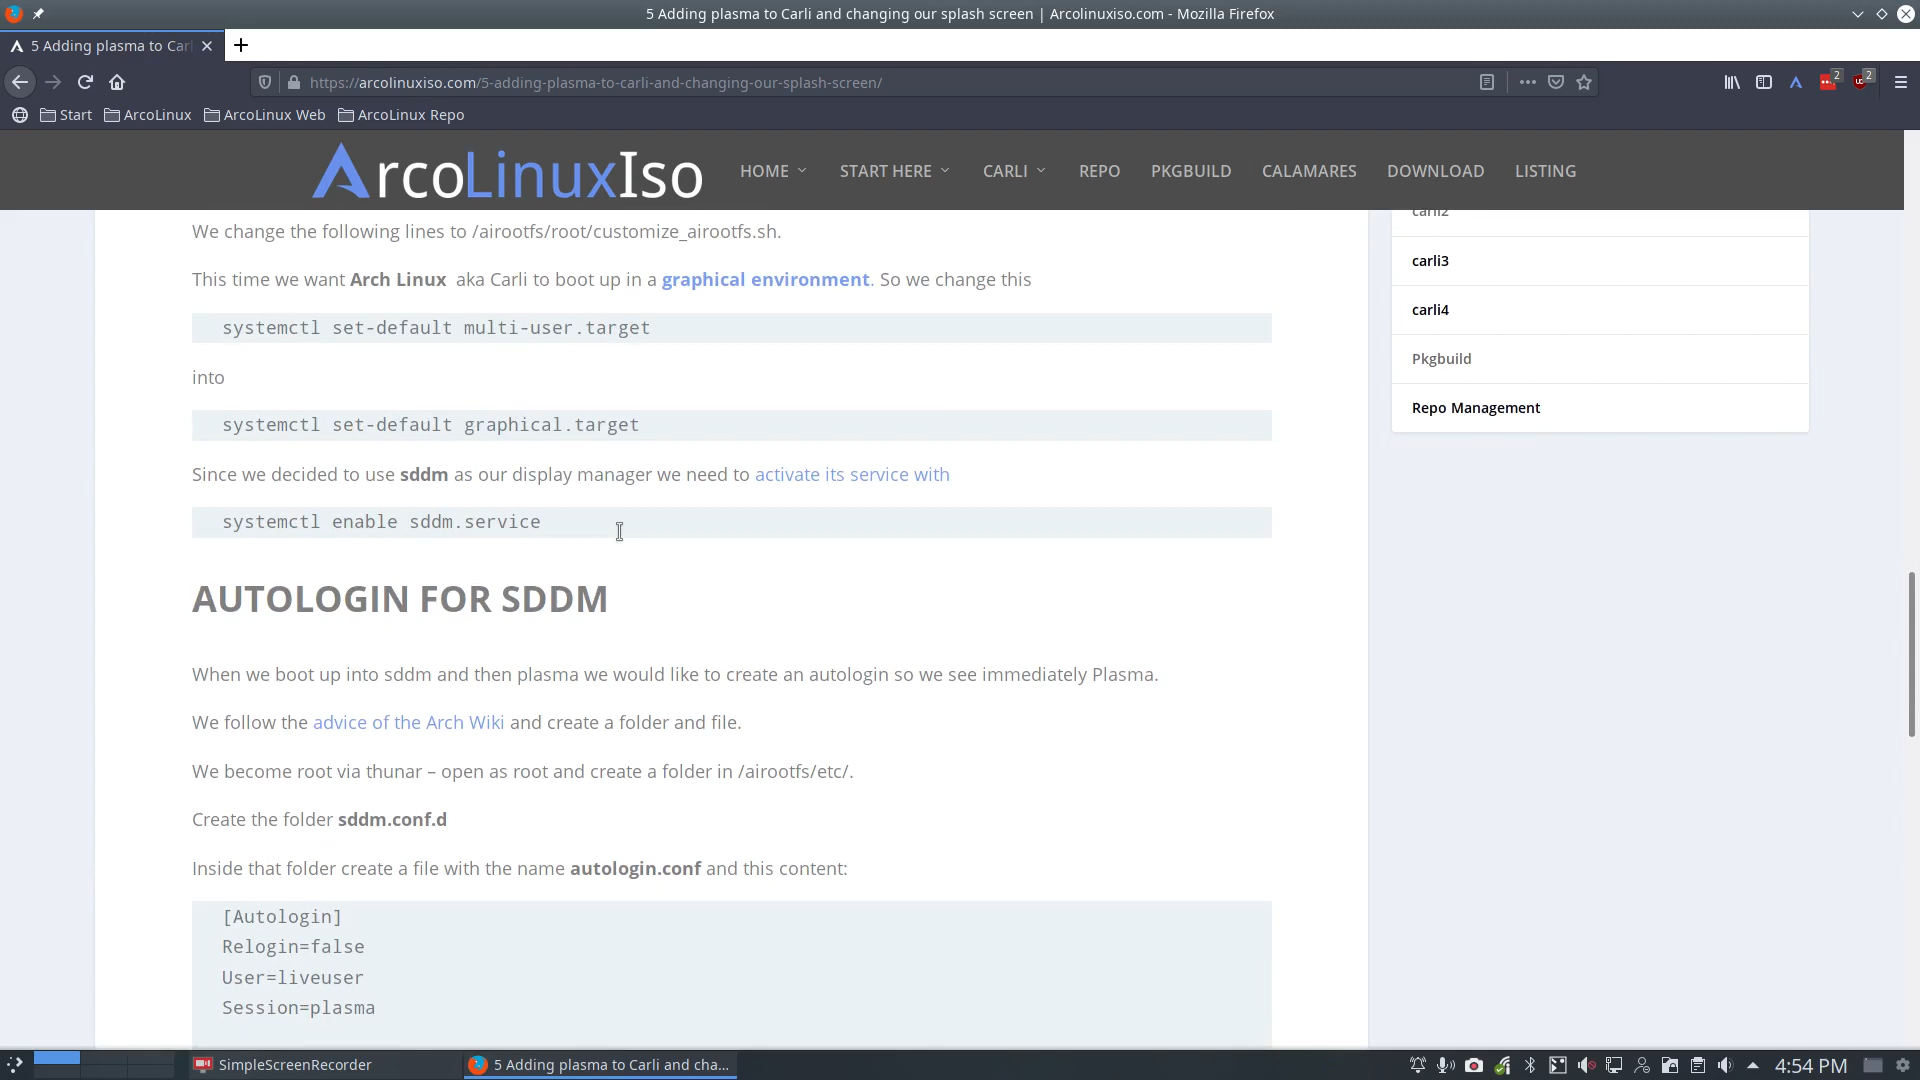 5 Adding plasma to Carli and changing our splash screen | Arcolinuxiso.com - Mozilla Firefox
5 Adding plasma to Carl
https://arcolinuxiso.com/5-adding-plasma-to-carli-and-changing-our-splash-screen/
2
2
Start
ArcoLinux
ArcoLinux Web
ArcoLinux Repo
ArcoLinuxIso
HOME
START HERE
CARLI
REPO
PKGBUILD
CALAMARES
DOWNLOAD
LISTING
We change the following lines to /airootfs/root/customize_airootfs.sh.
This time we want Arch Linux aka Carli to boot up in a graphical environment. So we change this
systemctl set-default multi-user.target
into
systemctl set-default graphical.target
Since we decided to use sddm as our display manager we need to activate its service with
systemctl enable sddm.service
AUTOLOGIN FOR SDDM
When we boot up into sddm and then plasma we would like to create an autologin so we see immediately Plasma.
We follow the advice of the Arch Wiki and create a folder and file.
We become root via thunar – open as root and create a folder in /airootfs/etc/.
Create the folder sddm.conf.d
Inside that folder create a file with the name autologin.conf and this content:
[Autologin]
Relogin=false
User=liveuser
Session=plasma
carli2
carli3
carli4
Pkgbuild
Repo Management
SimpleScreenRecorder
5 Adding plasma to Carli and cha...
4:54 PM